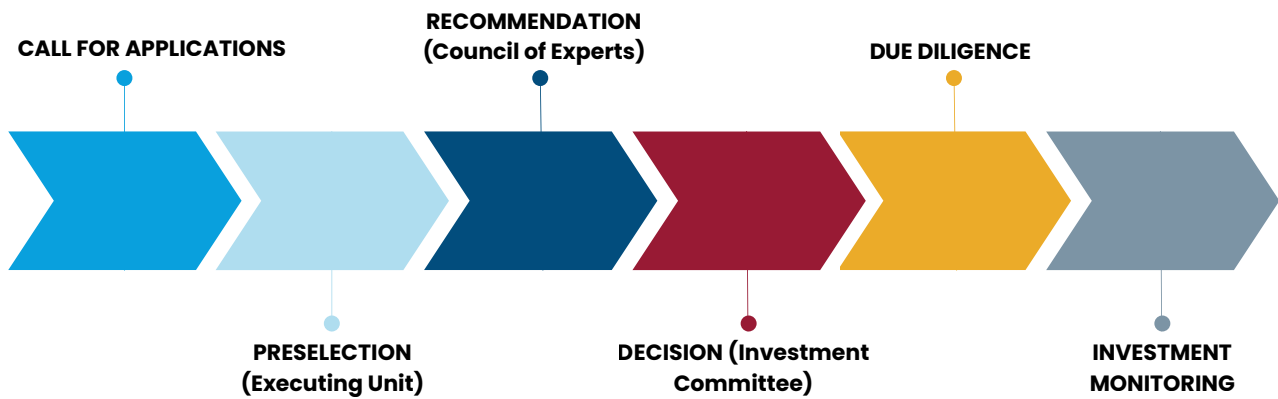 CALL FOR APPLICATIONS
PRESELECTION
(Executing Unit)
RECOMMENDATION
(Council of Experts)
DECISION (Investment
Committee)
DUE DILIGENCE
INVESTMENT
MONITORING